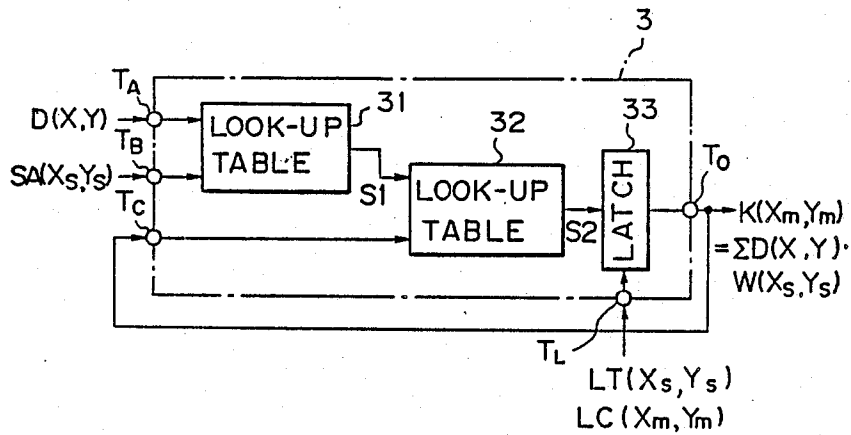 3
TA
D(X,Y)
31
LOOK-UP
TABLE
TB
SA(Xs,Ys)
S1
32
LOOK-UP
TABLE
TC
S2
33
LATCH
TO
K(Xm,Ym)
=ΣD(X,Y)·
W(Xs,Ys)
TL
LT(Xs,Ys)
LC(Xm,Ym)